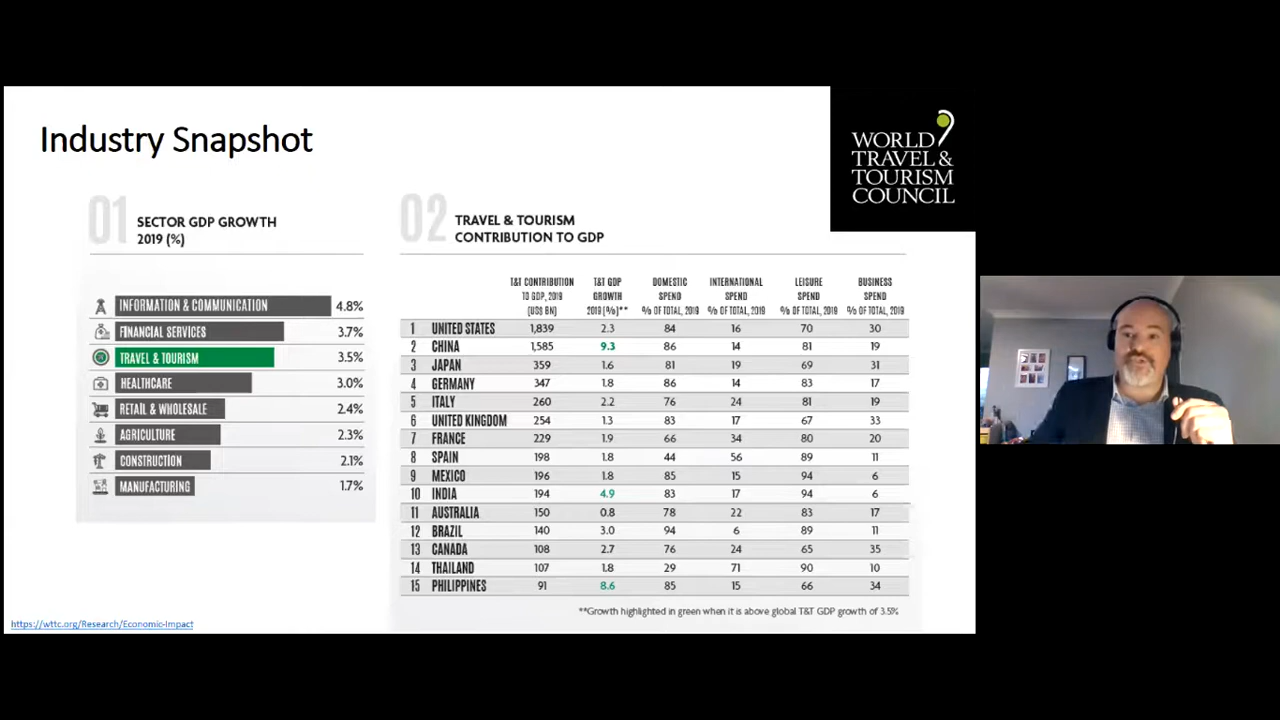 Industry Snapshot
WORLD
TRAVEL &
TOURISM
COUNCIL
01 SECTOR GDP GROWTH
2019 (%)
INFORMATION & COMMUNICATION 4.8%
FINANCIAL SERVICES 3.7%
TRAVEL & TOURISM 3.5%
HEALTHCARE 3.0%
RETAIL & WHOLESALE 2.4%
AGRICULTURE 2.3%
CONSTRUCTION 2.1%
MANUFACTURING 1.7%
02 TRAVEL & TOURISM
CONTRIBUTION TO GDP
T&T CONTRIBUTION T&T GDP DOMESTIC INTERNATIONAL LEISURE BUSINESS
TO GDP, 2019 GROWTH SPEND SPEND SPEND SPEND
(US$ BN) 2019 (%)** % OF TOTAL, 2019 % OF TOTAL, 2019 % OF TOTAL, 2019 % OF TOTAL, 2019
1 UNITED STATES 1,839 2.3 84 16 70 30
2 CHINA 1,585 9.3 86 14 81 19
3 JAPAN 359 1.6 81 19 69 31
4 GERMANY 347 1.8 86 14 83 17
5 ITALY 260 2.2 76 24 81 19
6 UNITED KINGDOM 254 1.3 83 17 67 33
7 FRANCE 229 1.9 66 34 80 20
8 SPAIN 198 1.8 44 56 89 11
9 MEXICO 196 1.8 85 15 94 6
10 INDIA 194 4.9 83 17 94 6
11 AUSTRALIA 150 0.8 78 22 83 17
12 BRAZIL 140 3.0 94 6 89 11
13 CANADA 108 2.7 76 24 65 35
14 THAILAND 107 1.8 29 71 90 10
15 PHILIPPINES 91 8.6 85 15 66 34
**Growth highlighted in green when it is above global T&T GDP growth of 3.5%
https://wttc.org/Research/Economic-Impact